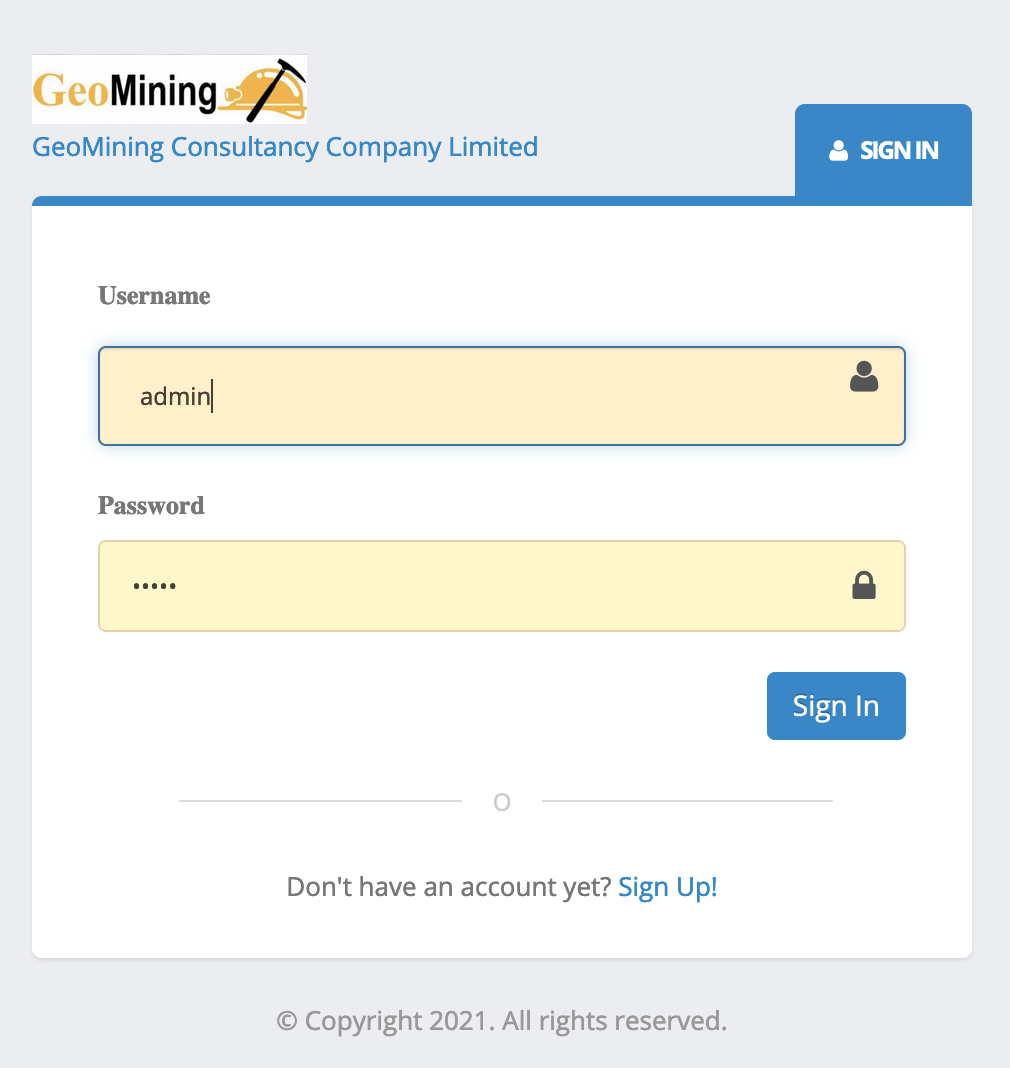 GeoMining
GeoMining Consultancy Company Limited
SIGN IN
Username
admin
Password
•••••
Sign In
O
Don't have an account yet? Sign Up!
© Copyright 2021. All rights reserved.